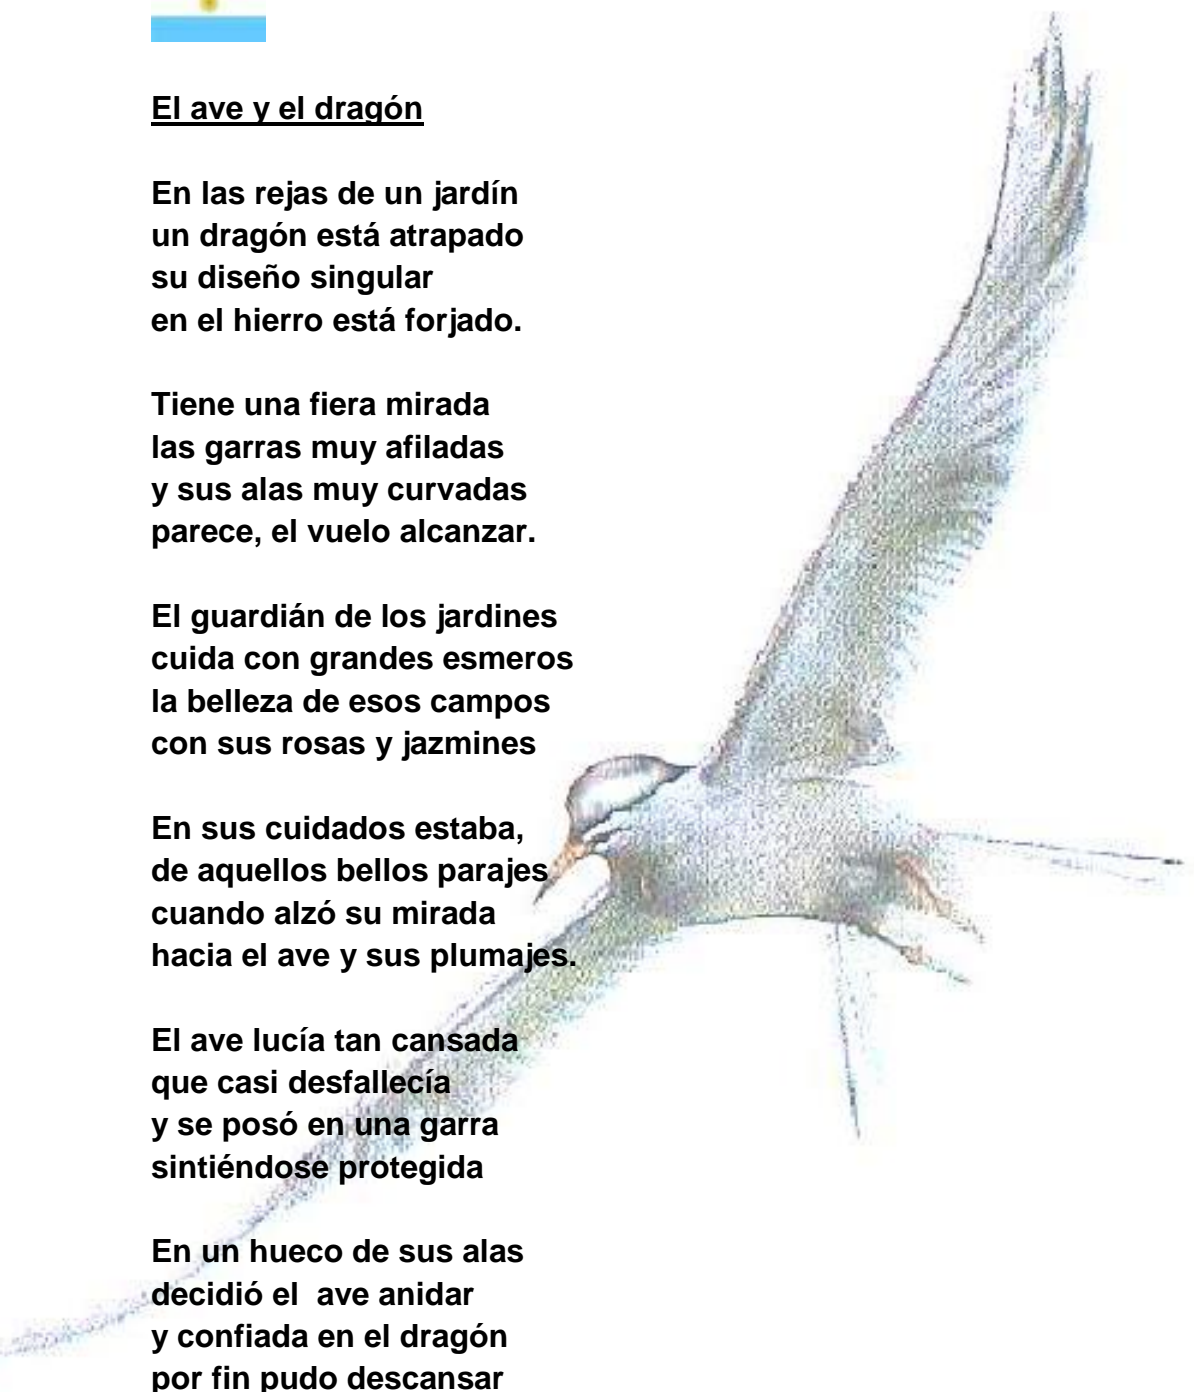 El ave y el dragón
En las rejas de un jardín
un dragón está atrapado
su diseño singular
en el hierro está forjado.
Tiene una fiera mirada
las garras muy afiladas
y sus alas muy curvadas
parece, el vuelo alcanzar.
El guardián de los jardines
cuida con grandes esmeros
la belleza de esos campos
con sus rosas y jazmines
En sus cuidados estaba,
de aquellos bellos parajes
cuando alzó su mirada
hacia el ave y sus plumajes.
El ave lucía tan cansada
que casi desfallecía
y se posó en una garra
sintiéndose protegida
En un hueco de sus alas
decidió el  ave anidar
y confiada en el dragón
por fin pudo descansar